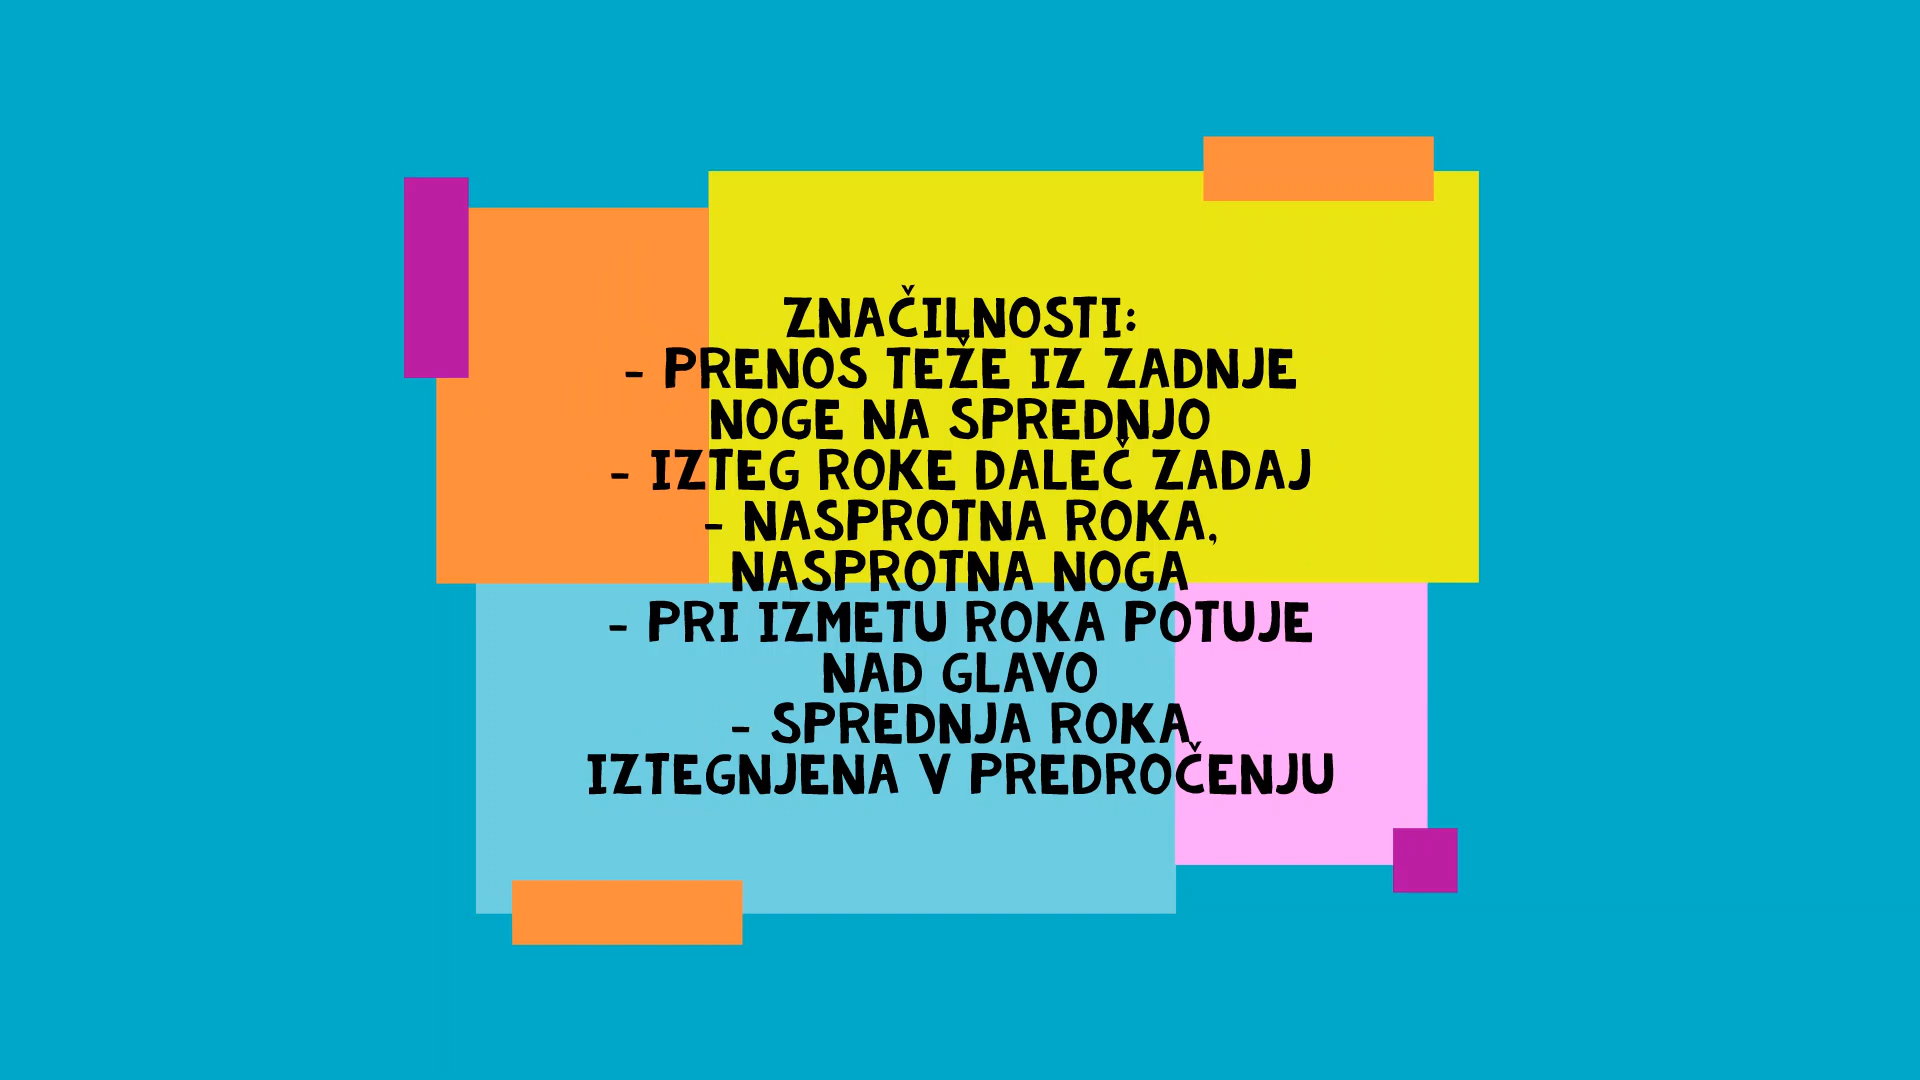 ZNAČILNOSTI:
- PRENOS TEŽE IZ ZADNJE
NOGE NA SPREDNJO
- IZTEG ROKE DALEČ ZADAJ
- NASPROTNA ROKA,
NASPROTNA NOGA
- PRI IZMETU ROKA POTUJE
NAD GLAVO
- SPREDNJA ROKA
IZTEGNJENA V PREDROČENJU